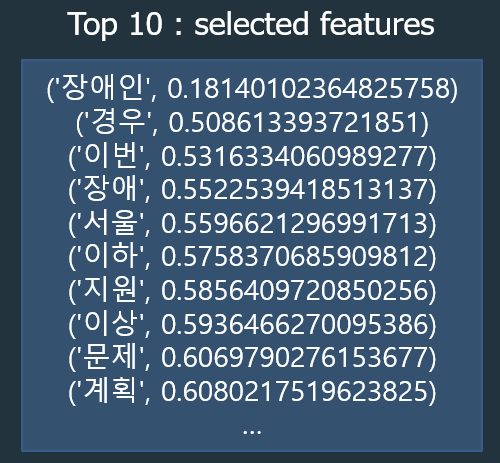 Top 10 : selected features
('장애인', 0.18140102364825758)
('경우', 0.508613393721851)
('이번', 0.5316334060989277)
('장애', 0.5522539418513137)
('서울', 0.5596621296991713)
('이하', 0.5758370685909812)
('지원', 0.5856409720850256)
('이상', 0.5936466270095386)
('문제', 0.6069790276153677)
('계획', 0.6080217519623825)
...